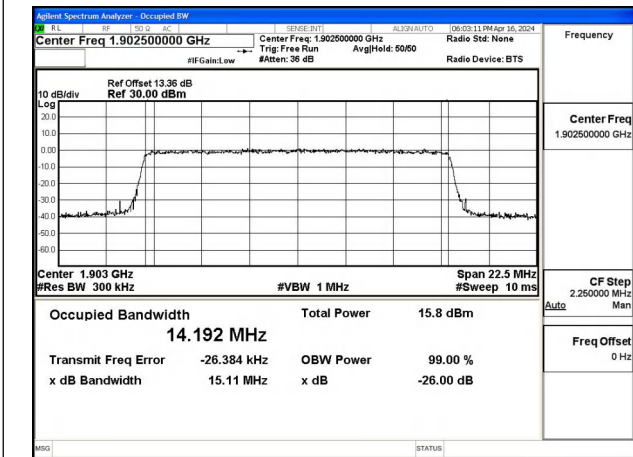 Agilent Spectrum Analyzer - Occupied BW
RL RF 50 Ω AC SENSE:INT ALIGN AUTO 06:03:11 PM Apr 16, 2024
Center Freq 1.902500000 GHz
Center Freq: 1.902500000 GHz
Radio Std: None
Trig: Free Run Avg|Hold: 50/50
#IFGain:Low #Atten: 36 dB Radio Device: BTS
Frequency
Ref Offset 13.36 dB
10 dB/div Ref 30.00 dBm
Log
20.0
10.0
0.00
-10.0
-20.0
-30.0
-40.0
-50.0
-60.0
Center Freq
1.902500000 GHz
Center 1.903 GHz Span 22.5 MHz
#Res BW 300 kHz #VBW 1 MHz #Sweep 10 ms
CF Step
2.250000 MHz
Auto Man
Occupied Bandwidth Total Power 15.8 dBm
14.192 MHz
Transmit Freq Error -26.384 kHz OBW Power 99.00 %
x dB Bandwidth 15.11 MHz x dB -26.00 dB
Freq Offset
0 Hz
MSG STATUS